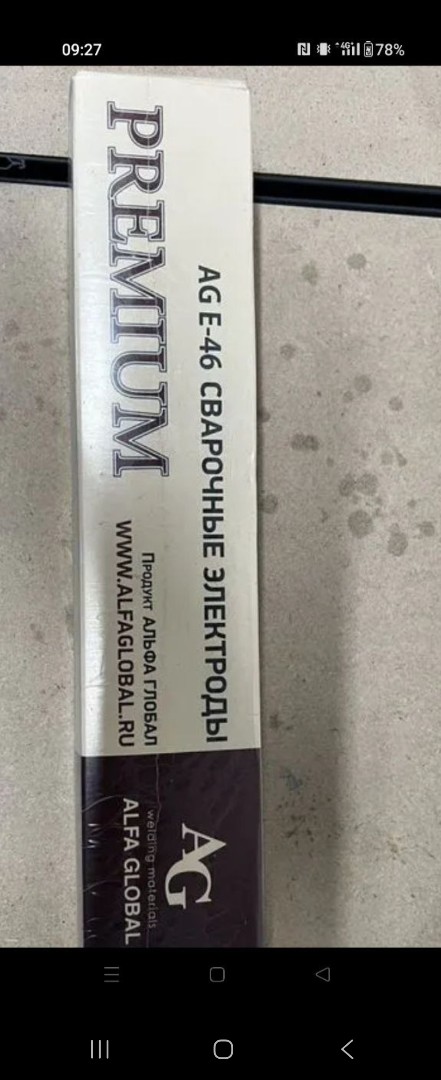 09:27
4G+
78%
PREMIUM
AG E-46 СВАРОЧНЫЕ ЭЛЕКТРОДЫ
Продукт АЛЬФА ГЛОБАЛ
WWW.ALFAGLOBAL.RU
AG
welding materials
ALFA GLOBAL